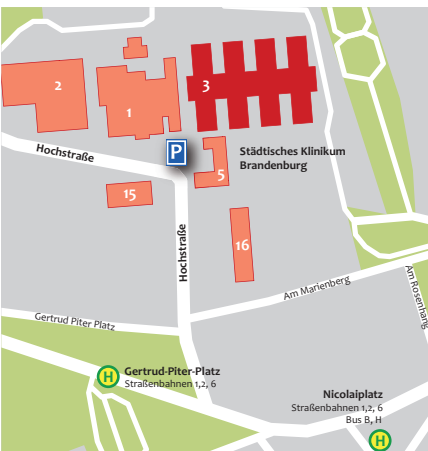 2
1
3
P
Städtisches Klinikum
Brandenburg
Hochstraße
5
15
16
Hochstraße
Am Marienberg
Am Rosenhang
Gertrud Piter Platz
H
Gertrud-Piter-Platz
Straßenbahnen 1,2, 6
Nicolaiplatz
Straßenbahnen 1,2, 6
Bus B, H
H